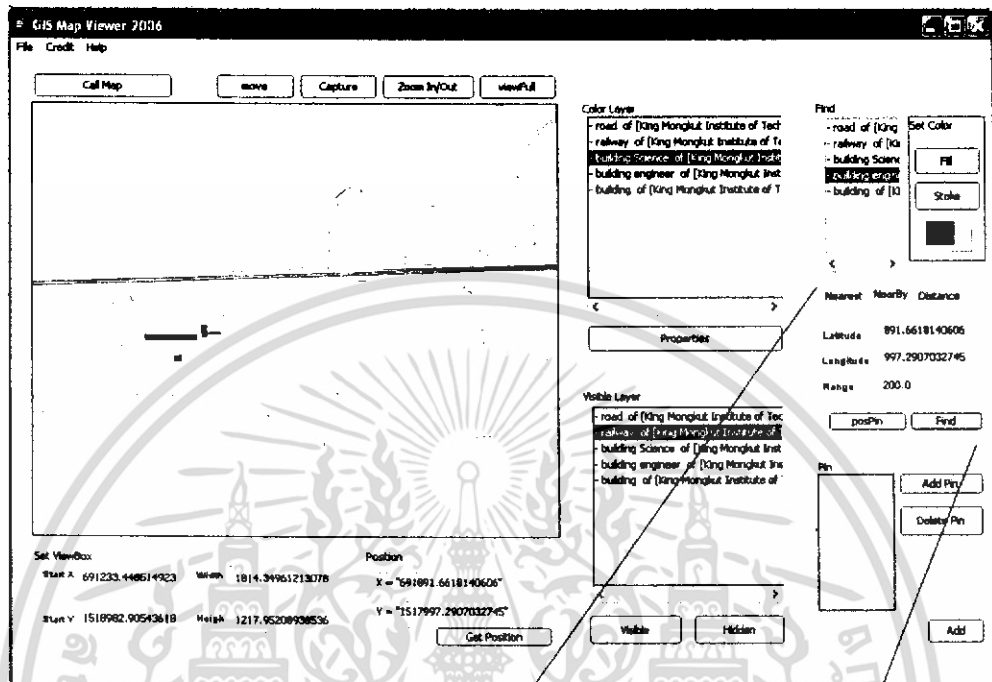 GIS Map Viewer 2006
File Credit Help
Call Map
move
Capture
Zoom In/Out
viewFull
Color Layer
- road of [King Mongkut Institute of Tech
- railway of [King Mongkut Institute of Te
- building Science of [King Mongkut Instit
- building engineer of [King Mongkut Inst
- building of [King Mongkut Institute of T
Properties
Find
- road of [King
- railway of [Ki
- building Scienc
- building engine
- building of [Ki
Set Color
Fill
Stoke
Nearest NearBy Distance
Latitude 891.6618140606
Longitude 997.2907032745
Range 200.0
posPin
Find
Visible Layer
- road of [King Mongkut Institute of Tec
- railway of [King Mongkut Institute of
- building Science of [King Mongkut Inst
- building engineer of [King Mongkut Ins
- building of [King Mongkut Institute of
Visible
Hidden
Pin
Add Pin
Delete Pin
Add
Set ViewBox
Start X 691233.448614923 Width 1814.34961213078
Start Y 1518982.90543618 Heigh 1217.95208938536
Position
X = "691891.6618140606"
Y = "1517997.2907032745"
Get Position